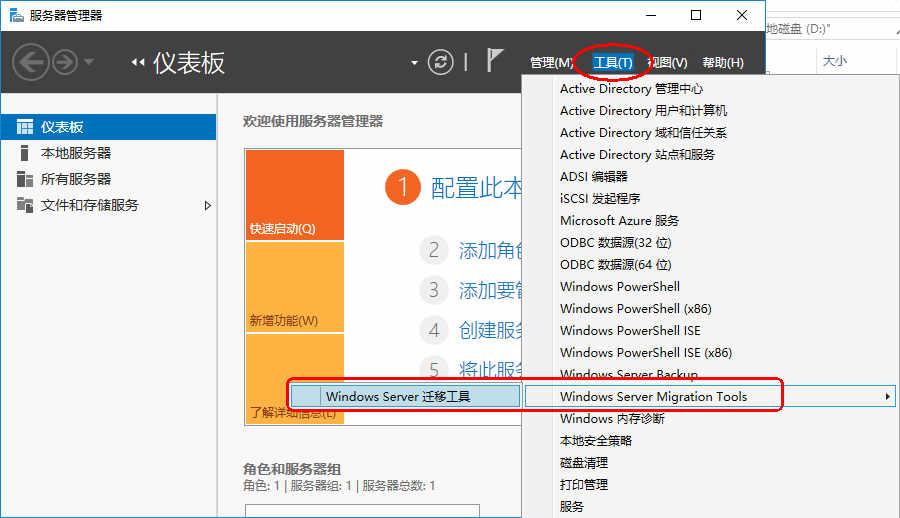 服务器管理器
地磁盘 (D:)"
大小
仪表板
管理(M)
工具(T)
视图(V)
帮助(H)
仪表板
本地服务器
所有服务器
文件和存储服务
欢迎使用服务器管理器
快速启动(Q)
新增功能(W)
了解详细信息(L)
1 配置此本
2 添加角色
3 添加要管
4 创建服务
5 将此服务
角色和服务器组
角色: 1 | 服务器组: 1 | 服务器总数: 1
Active Directory 管理中心
Active Directory 用户和计算机
Active Directory 域和信任关系
Active Directory 站点和服务
ADSI 编辑器
iSCSI 发起程序
Microsoft Azure 服务
ODBC 数据源(32 位)
ODBC 数据源(64 位)
Windows PowerShell
Windows PowerShell (x86)
Windows PowerShell ISE
Windows PowerShell ISE (x86)
Windows Server Backup
Windows Server Migration Tools
Windows Server 迁移工具
Windows 内存诊断
本地安全策略
磁盘清理
打印管理
服务